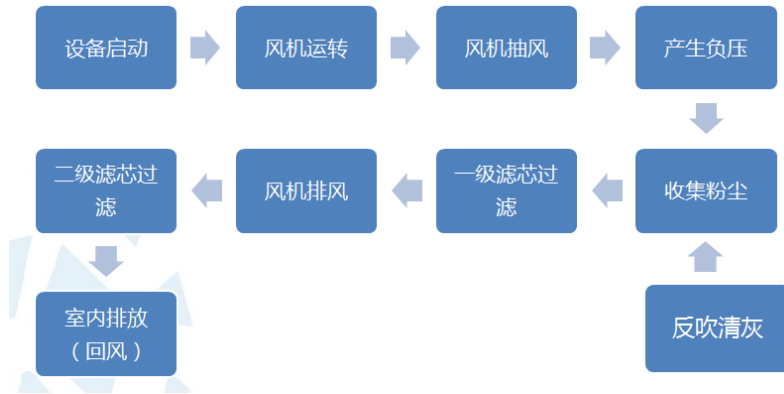 设备启动
风机运转
风机抽风
产生负压
二级滤芯过
滤
风机排风
一级滤芯过
滤
收集粉尘
室内排放
（回风）
反吹清灰